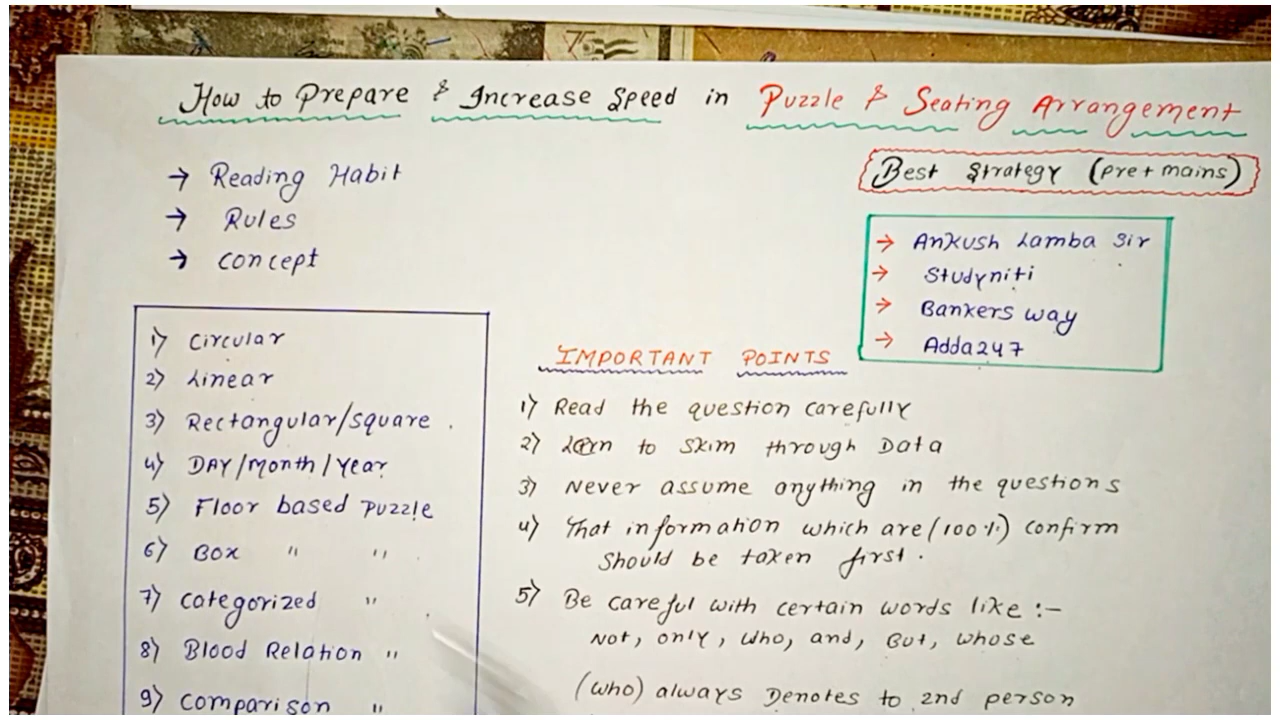 How to Prepare & Increase Speed in Puzzle & Seating Arrangement
→ Reading Habit
→ Rules
→ concept
Best Strategy (pre + mains)
→ Ankush Lamba Sir
→ Studyniti
→ Bankers way
→ Adda247
1) Circular
2) Linear
3) Rectangular/square .
4) DAY/Month/Year
5) Floor based Puzzle
6) Box " "
7) categorized "
8) Blood Relation "
9) comparison "
IMPORTANT POINTS
1) Read the question carefully
2) Learn to Skim through Data
3) Never assume anything in the questions
4) That information which are (100%) confirm
Should be taken first .
5) Be careful with certain words like :-
Not, only, who, and, But, whose
(who) always Denotes to 2nd person